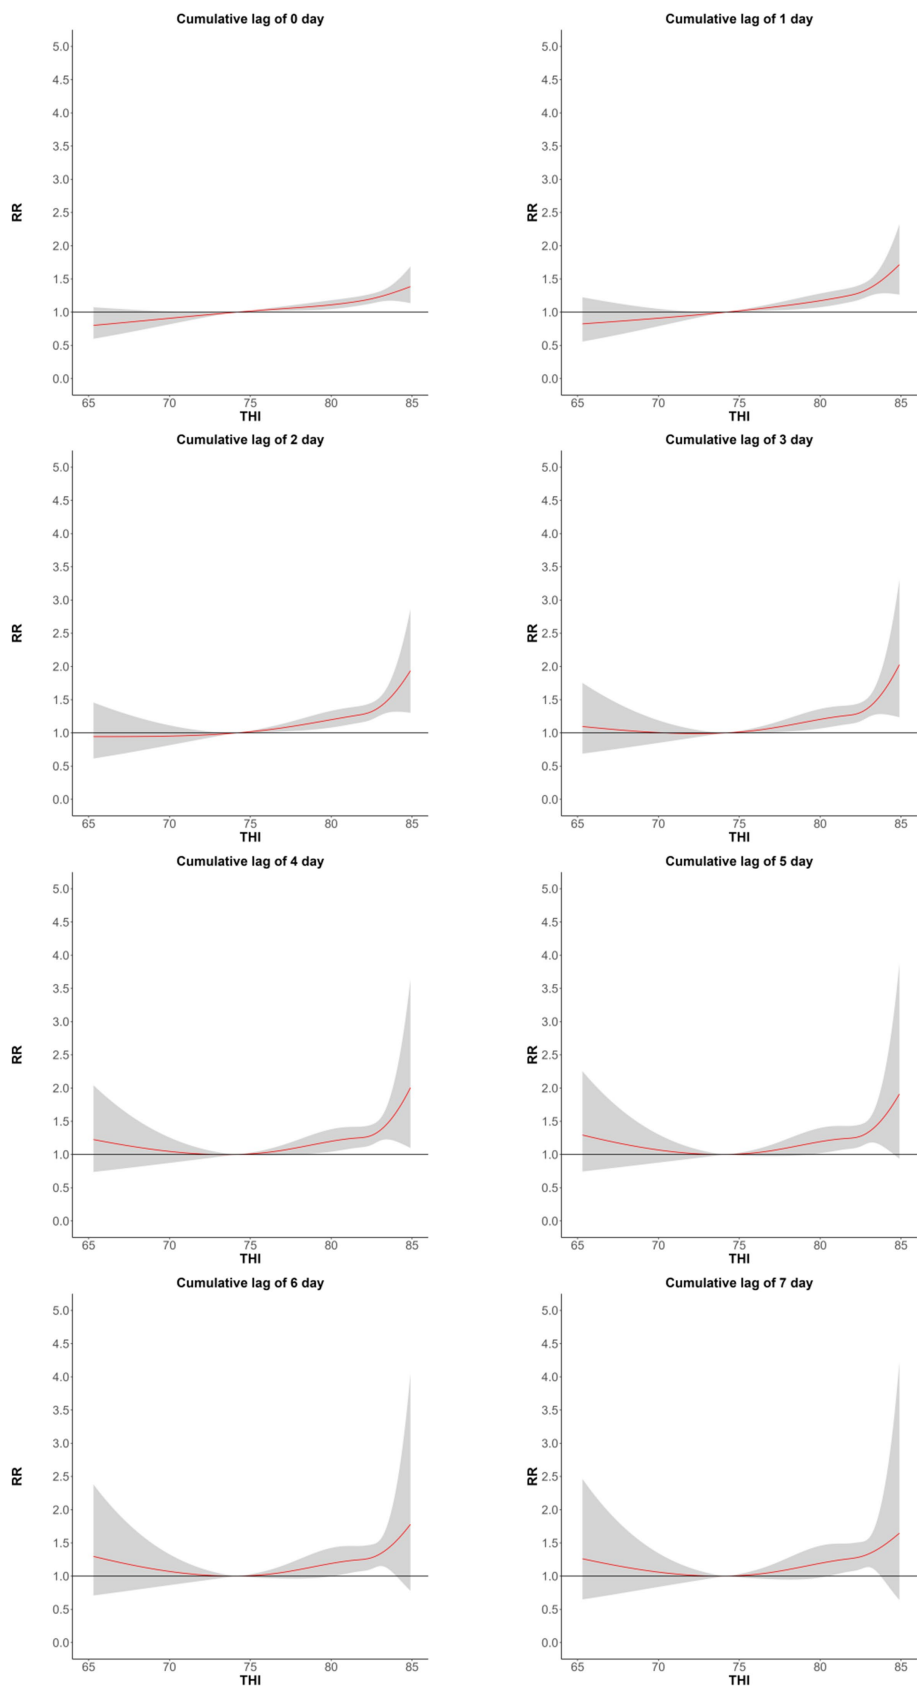 Cumulative lag of 0 day
5.0
4.5
4.0
3.5
3.0
2.5
2.0
1.5
1.0
0.5
0.0
RR
65 70 75 80 85
THI
Cumulative lag of 1 day
5.0
4.5
4.0
3.5
3.0
2.5
2.0
1.5
1.0
0.5
0.0
RR
65 70 75 80 85
THI
Cumulative lag of 2 day
5.0
4.5
4.0
3.5
3.0
2.5
2.0
1.5
1.0
0.5
0.0
RR
65 70 75 80 85
THI
Cumulative lag of 3 day
5.0
4.5
4.0
3.5
3.0
2.5
2.0
1.5
1.0
0.5
0.0
RR
65 70 75 80 85
THI
Cumulative lag of 4 day
5.0
4.5
4.0
3.5
3.0
2.5
2.0
1.5
1.0
0.5
0.0
RR
65 70 75 80 85
THI
Cumulative lag of 5 day
5.0
4.5
4.0
3.5
3.0
2.5
2.0
1.5
1.0
0.5
0.0
RR
65 70 75 80 85
THI
Cumulative lag of 6 day
5.0
4.5
4.0
3.5
3.0
2.5
2.0
1.5
1.0
0.5
0.0
RR
65 70 75 80 85
THI
Cumulative lag of 7 day
5.0
4.5
4.0
3.5
3.0
2.5
2.0
1.5
1.0
0.5
0.0
RR
65 70 75 80 85
THI